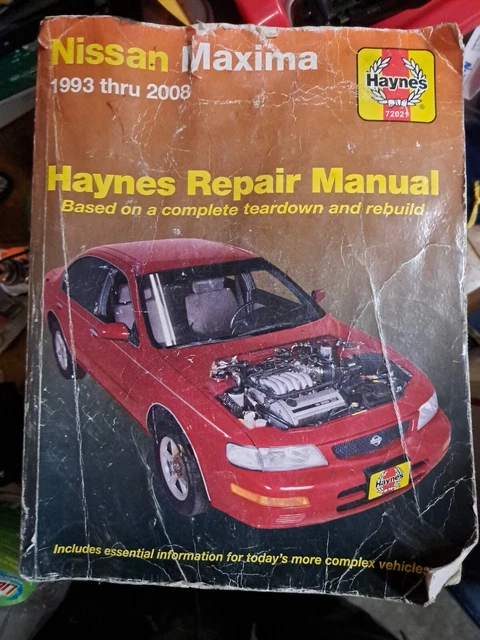 Nissan Maxima
1993 thru 2008
Haynes
®
72021
Haynes Repair Manual
Based on a complete teardown and rebuild
Haynes
Includes essential information for today's more complex vehicles